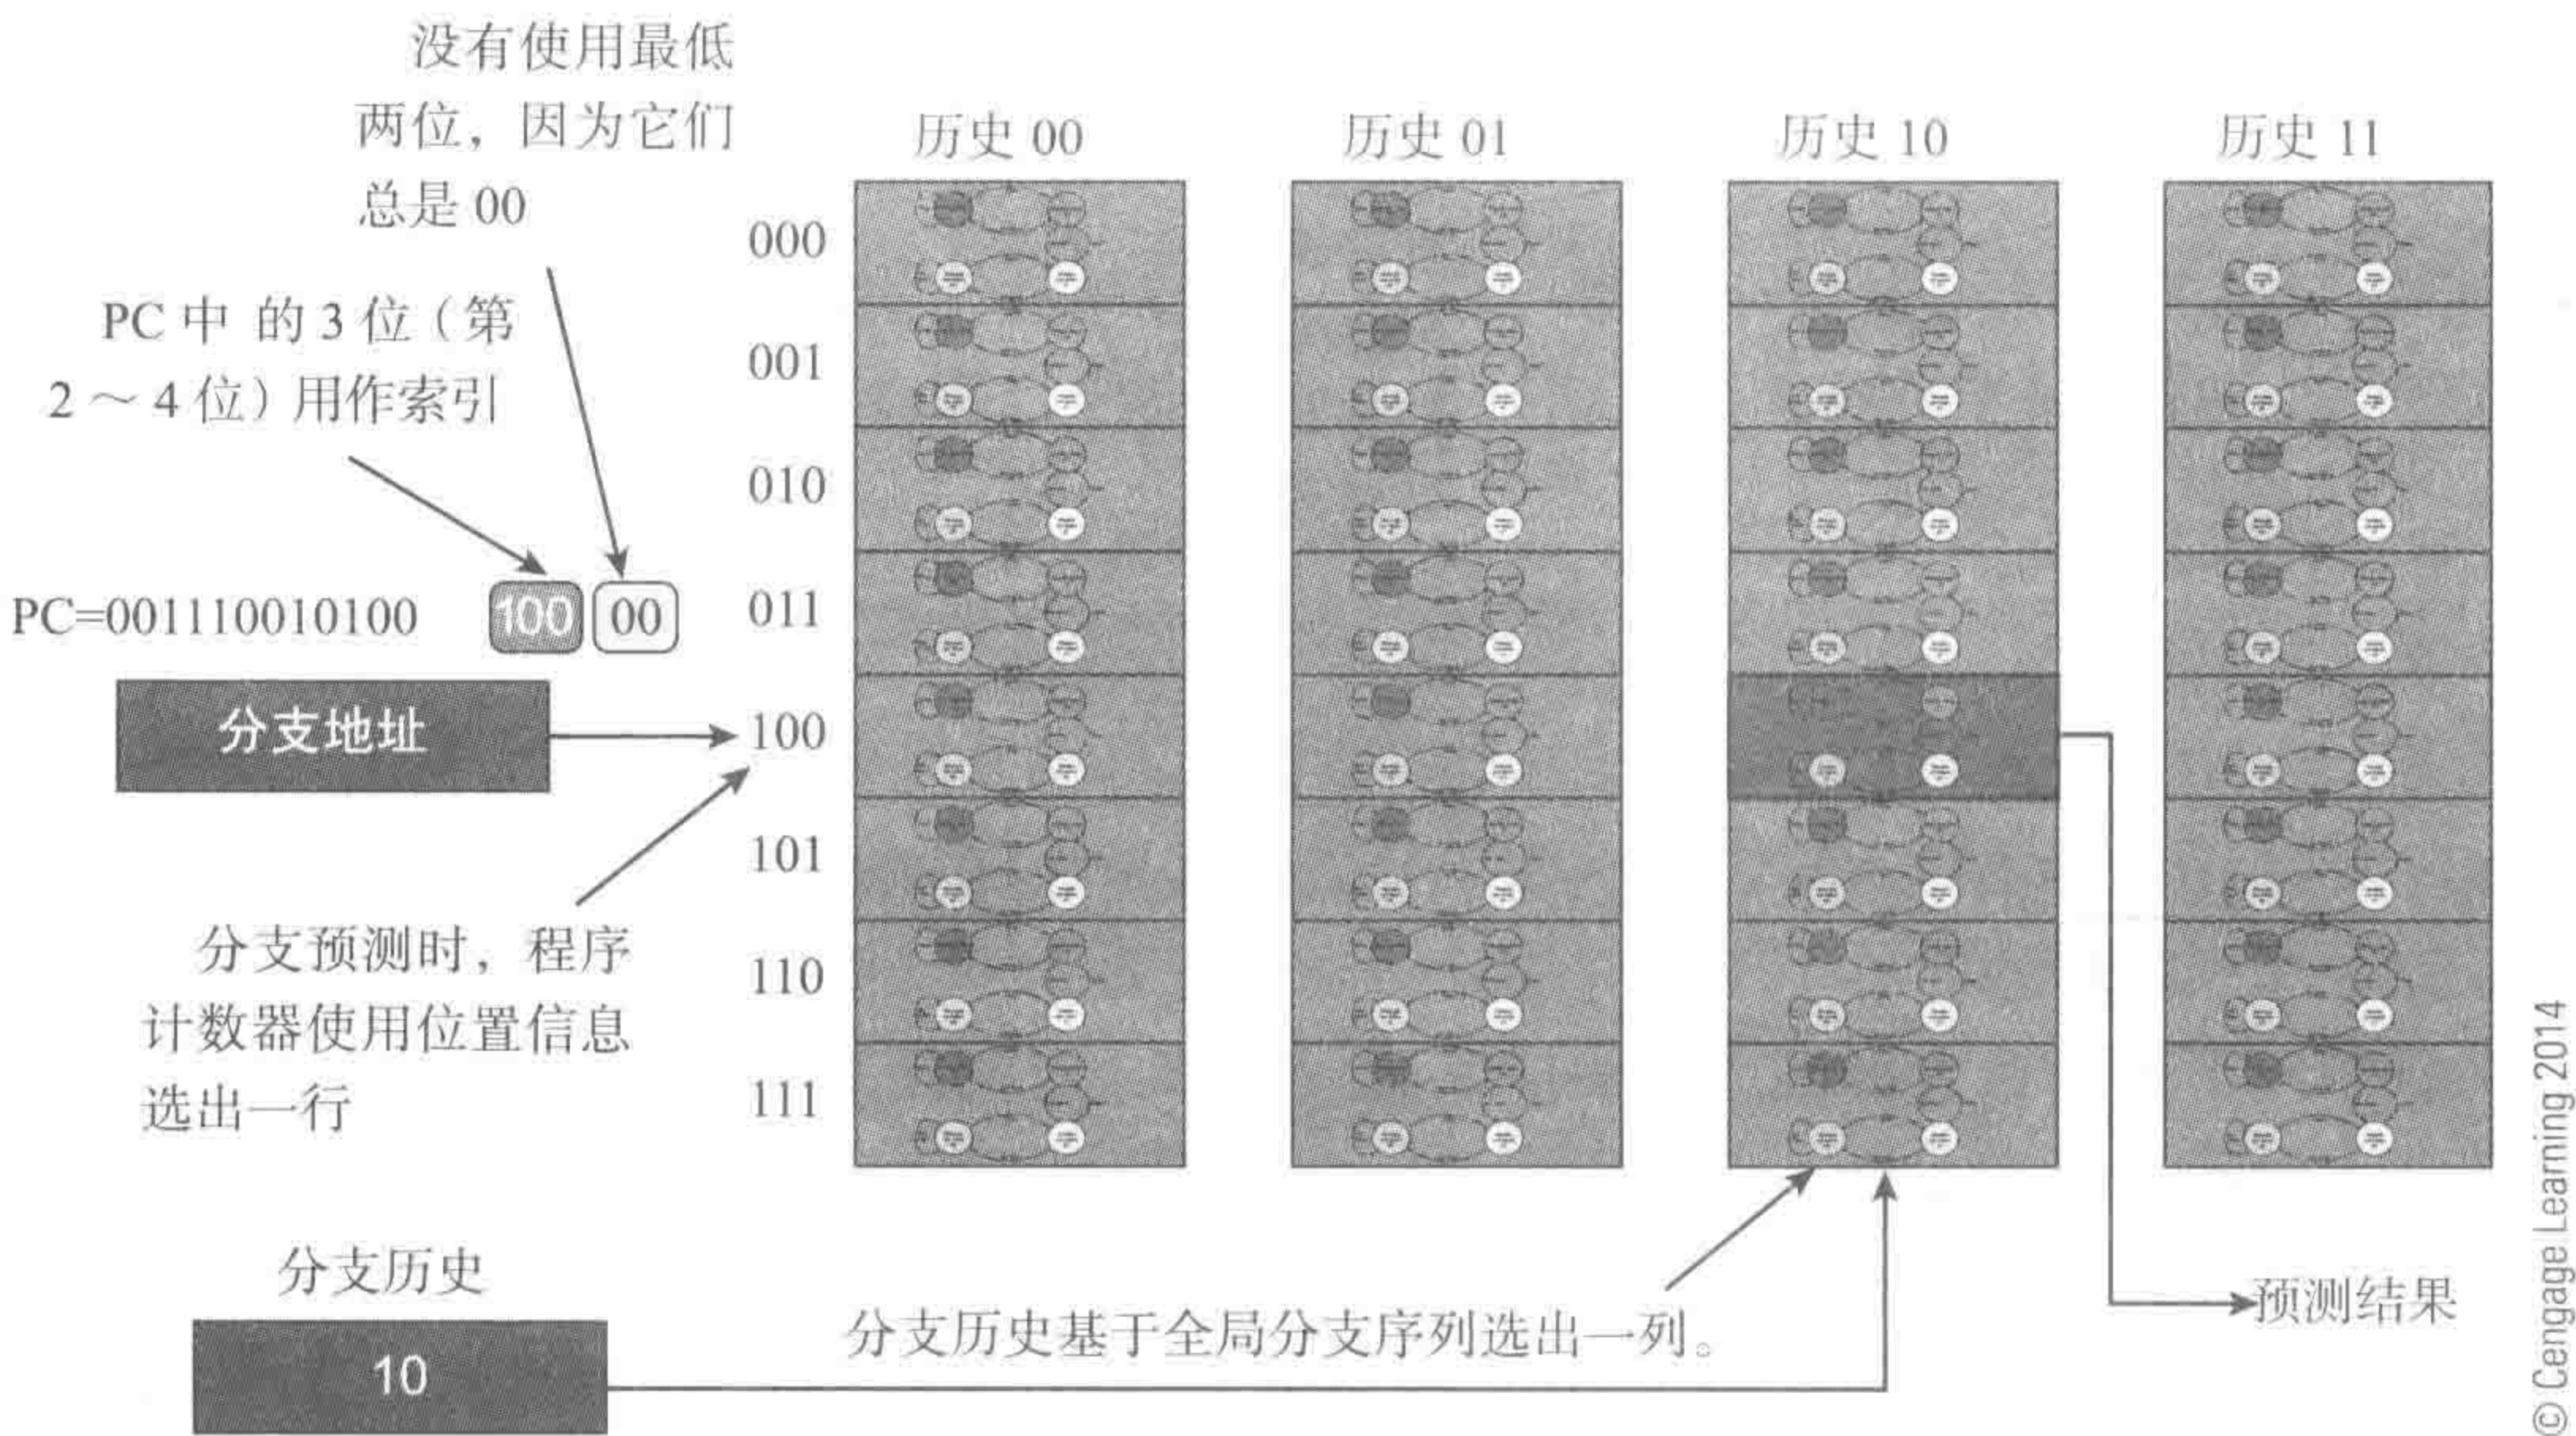 没有使用最低
两位，因为它们
总是 00
PC 中 的 3 位（第
2 ～ 4 位）用作索引
PC=001110010100 100 00
分支地址
分支预测时，程序
计数器使用位置信息
选出一行
历史 00
历史 01
历史 10
历史 11
000
001
010
011
100
101
110
111
分支历史
10
分支历史基于全局分支序列选出一列。
预测结果
© Cengage Learning 2014